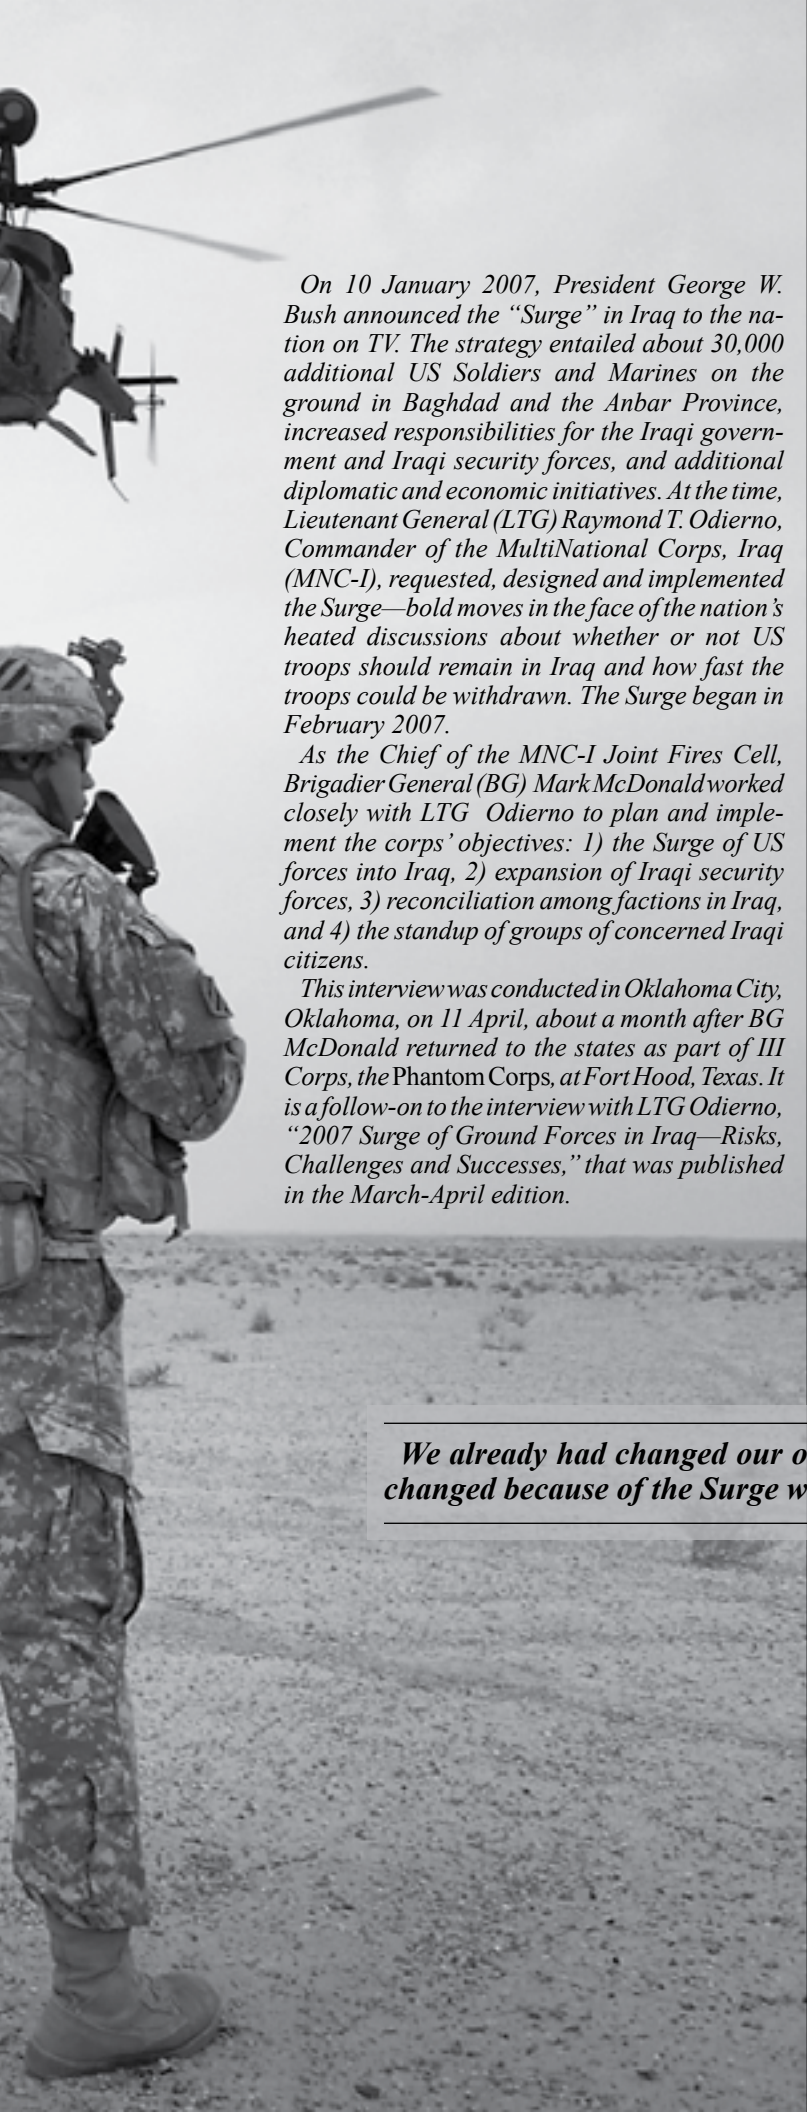 On 10 January 2007, President George W.
Bush announced the “Surge” in Iraq to the na-
tion on TV. The strategy entailed about 30,000
additional US Soldiers and Marines on the
ground in Baghdad and the Anbar Province,
increased responsibilities for the Iraqi govern-
ment and Iraqi security forces, and additional
diplomatic and economic initiatives. At the time,
Lieutenant General (LTG) Raymond T. Odierno,
Commander of the MultiNational Corps, Iraq
(MNC-I), requested, designed and implemented
the Surge—bold moves in the face of the nation’s
heated discussions about whether or not US
troops should remain in Iraq and how fast the
troops could be withdrawn. The Surge began in
February 2007.
As the Chief of the MNC-I Joint Fires Cell,
Brigadier General (BG) Mark McDonald worked
closely with LTG Odierno to plan and imple-
ment the corps’ objectives: 1) the Surge of US
forces into Iraq, 2) expansion of Iraqi security
forces, 3) reconciliation among factions in Iraq,
and 4) the standup of groups of concerned Iraqi
citizens.
This interview was conducted in Oklahoma City,
Oklahoma, on 11 April, about a month after BG
McDonald returned to the states as part of III
Corps, the Phantom Corps, at Fort Hood, Texas. It
is a follow-on to the interview with LTG Odierno,
“2007 Surge of Ground Forces in Iraq—Risks,
Challenges and Successes,” that was published
in the March-April edition.
We already had changed our o
changed because of the Surge w